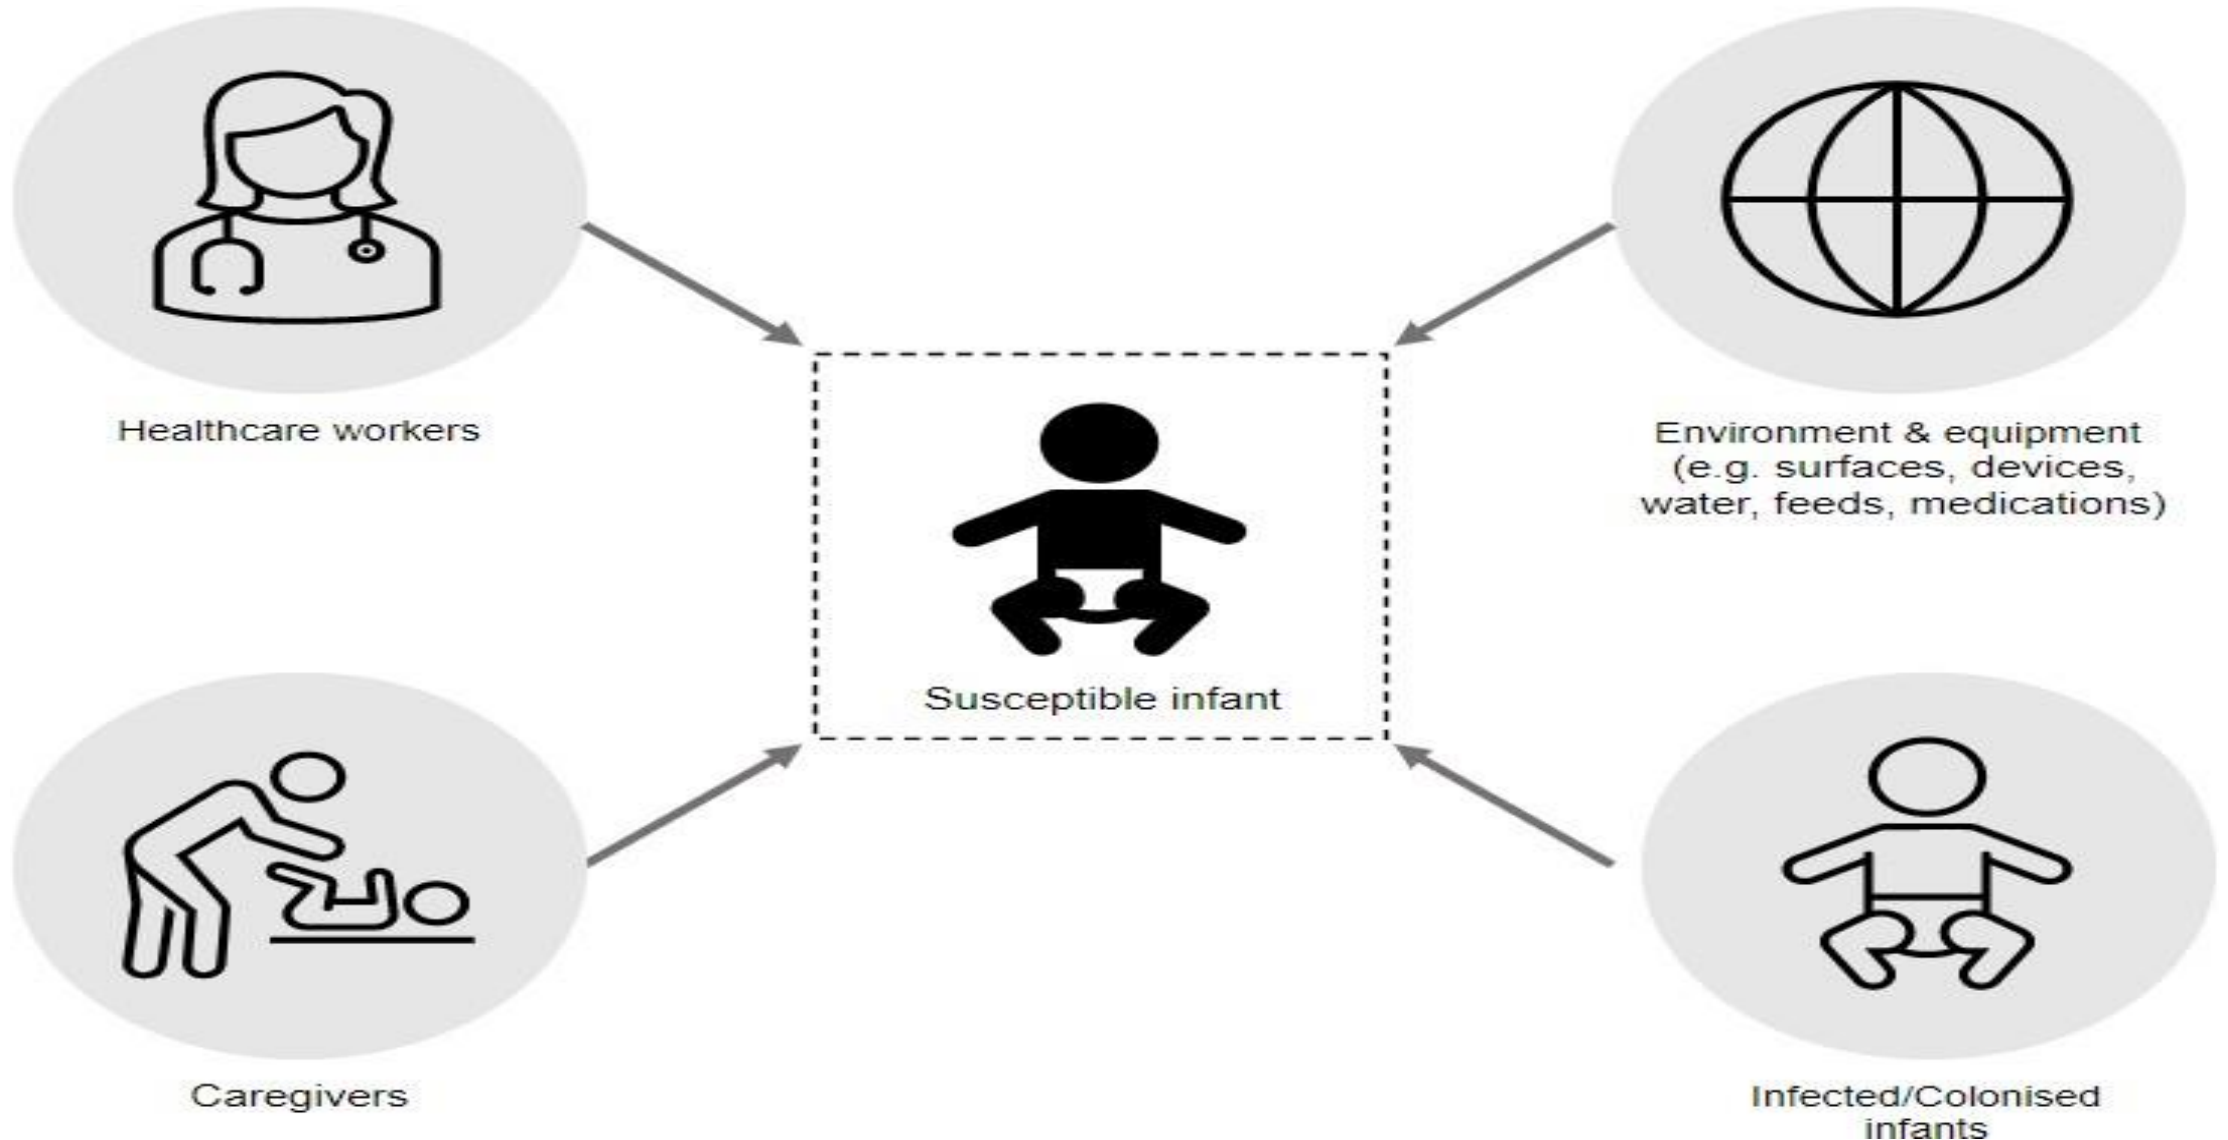 Healthcare workers
Environment & equipment
(e.g. surfaces, devices,
water, feeds, medications)
Susceptible infant
Caregivers
Infected/Colonised
infants